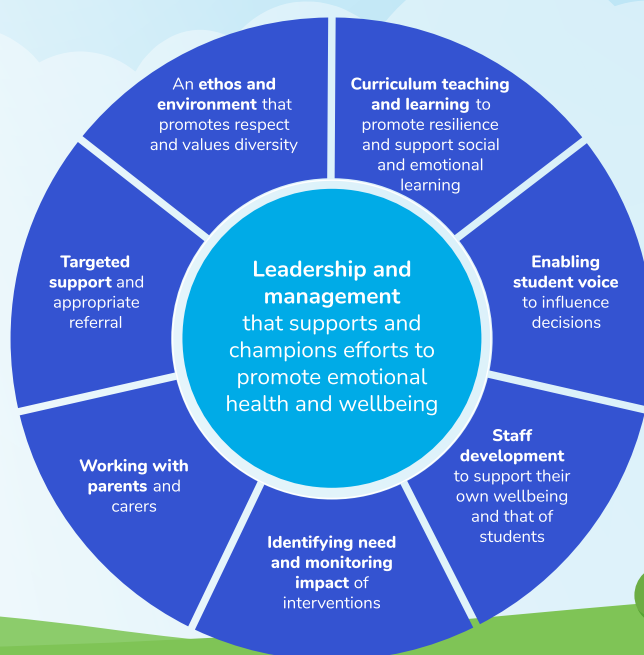 An ethos and
environment that
promotes respect
and values diversity
Curriculum teaching
and learning to
promote resilience
and support social
and emotional
learning
Enabling
student voice
to influence
decisions
Staff
development
to support their
own wellbeing
and that of
students
Identifying need
and monitoring
impact of
interventions
Working with
parents and
carers
Targeted
support and
appropriate
referral
Leadership and
management
that supports and
champions efforts to
promote emotional
health and wellbeing